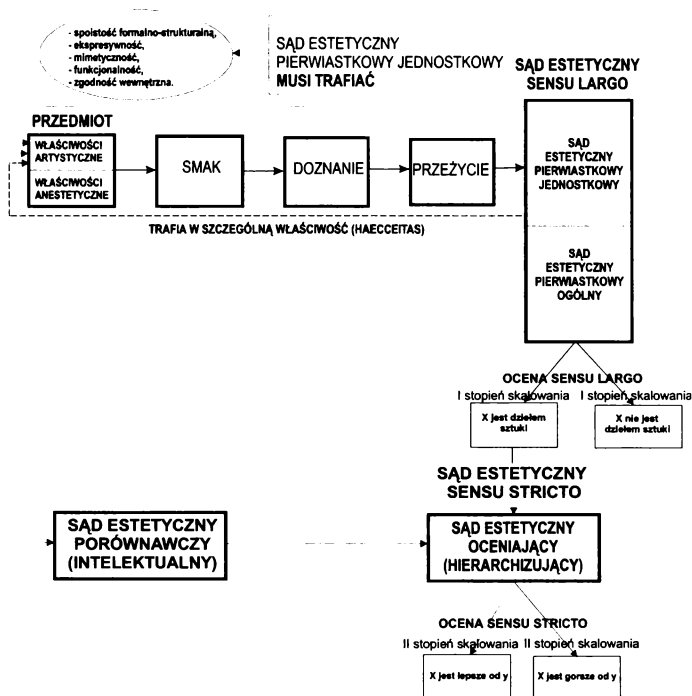 - spoistość formalno-strukturalną,
- ekspresywność,
- mimetyczność,
- funkcjonalność,
- zgodność wewnętrzna.
SĄD ESTETYCZNY
PIERWIASTKOWY JEDNOSTKOWY
MUSI TRAFIAĆ
SĄD ESTETYCZNY
SENSU LARGO
PRZEDMIOT
WŁAŚCIWOŚCI
ARTYSTYCZNE
WŁAŚCIWOŚCI
ANESTETYCZNE
SMAK
DOZNANIE
PRZEŻYCIE
SĄD
ESTETYCZNY
PIERWIASTKOWY
JEDNOSTKOWY
TRAFIA W SZCZEGÓLNĄ WŁAŚCIWOŚĆ (HAECCEITAS)
SĄD
ESTETYCZNY
PIERWIASTKOWY
OGÓLNY
OCENA SENSU LARGO
I stopień skalowania
I stopień skalowania
X jest dziełem
sztuki
X nie jest
dziełem sztuki
SĄD ESTETYCZNY
SENSU STRICTO
SĄD ESTETYCZNY
PORÓWNAWCZY
(INTELEKTUALNY)
SĄD ESTETYCZNY
OCENIAJĄCY
(HIERARCHIZUJĄCY)
OCENA SENSU STRICTO
II stopień skalowania
II stopień skalowania
X jest lepsze od y
X jest gorsze od y